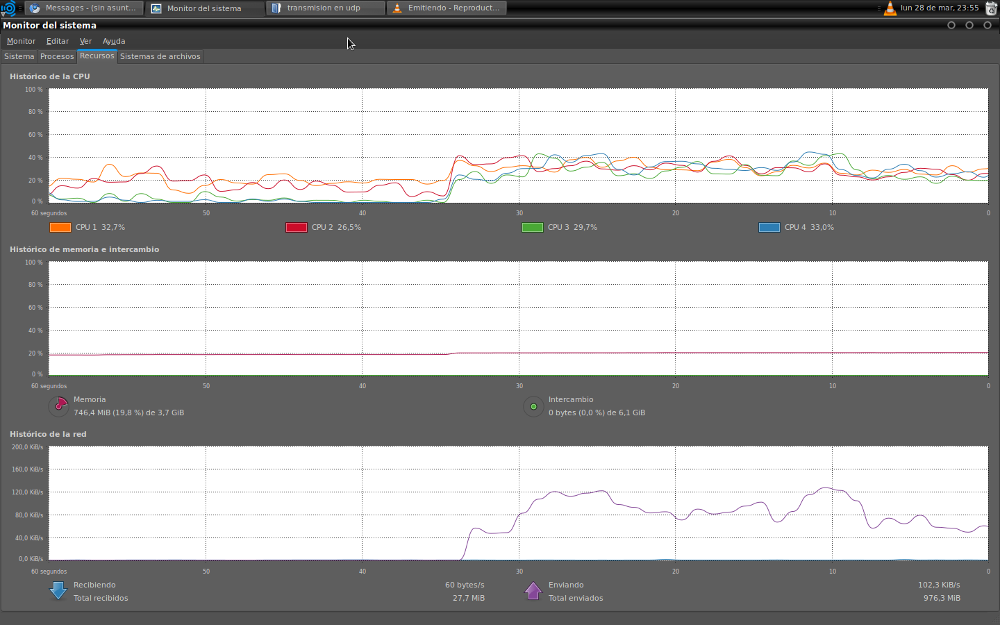 Messages - (sin asunt... Monitor del sistema transmision en udp Emitiendo - Reproduct... lun 28 de mar, 23:55
Monitor del sistema
Monitor Editar Ver Ayuda
Sistema Procesos Recursos Sistemas de archivos
Histórico de la CPU
100 %
80 %
60 %
40 %
20 %
0 %
60 segundos 50 40 30 20 10 0
CPU 1 32,7% CPU 2 26,5% CPU 3 29,7% CPU 4 33,0%
Histórico de memoria e intercambio
100 %
80 %
60 %
40 %
20 %
0 %
60 segundos 50 40 30 20 10 0
Memoria Intercambio
746,4 MiB (19,8 %) de 3,7 GiB 0 bytes (0,0 %) de 6,1 GiB
Histórico de la red
200,0 KiB/s
160,0 KiB/s
120,0 KiB/s
80,0 KiB/s
40,0 KiB/s
0,0 KiB/s
60 segundos 50 40 30 20 10 0
Recibiendo 60 bytes/s Enviando 102,3 KiB/s
Total recibidos 27,7 MiB Total enviados 976,3 MiB